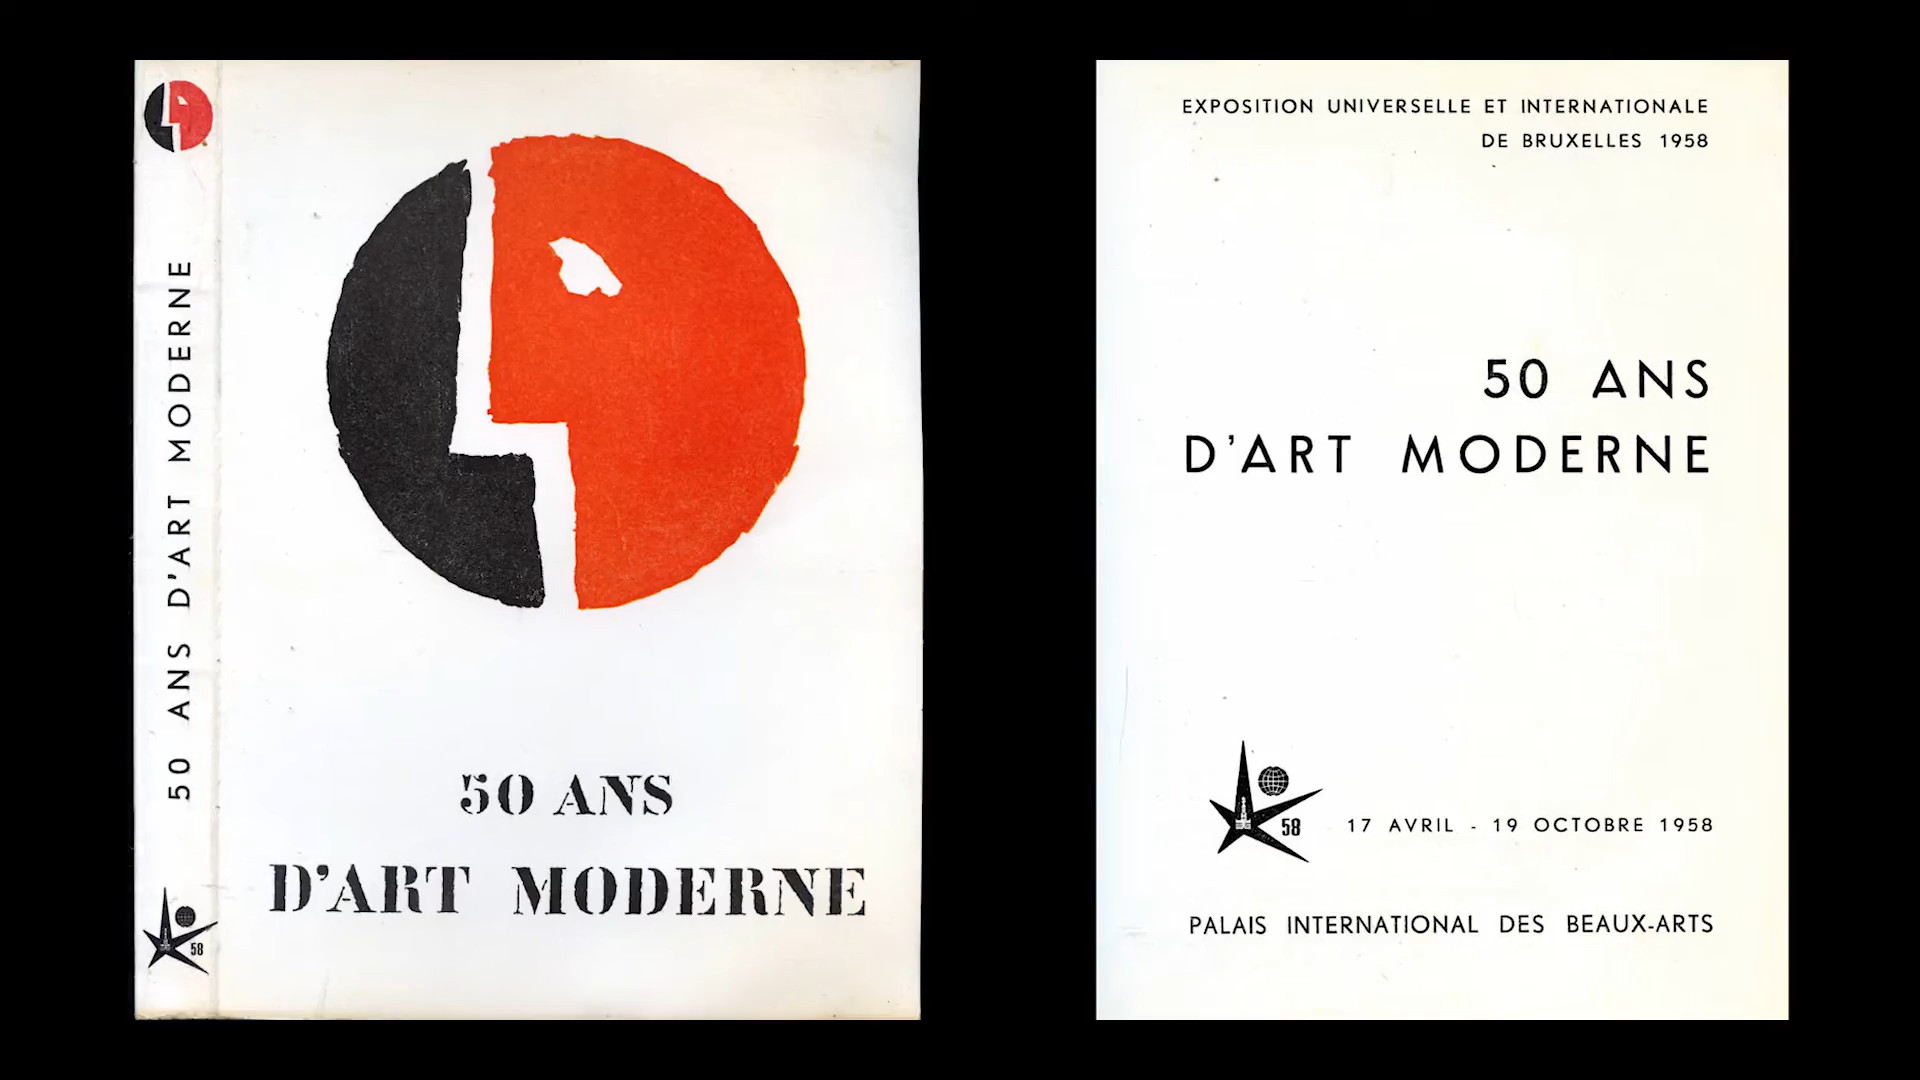 50 ANS D'ART MODERNE
58
50 ANS
D'ART MODERNE
EXPOSITION UNIVERSELLE ET INTERNATIONALE
DE BRUXELLES 1958
50 ANS
D'ART MODERNE
58
17 AVRIL - 19 OCTOBRE 1958
PALAIS INTERNATIONAL DES BEAUX-ARTS